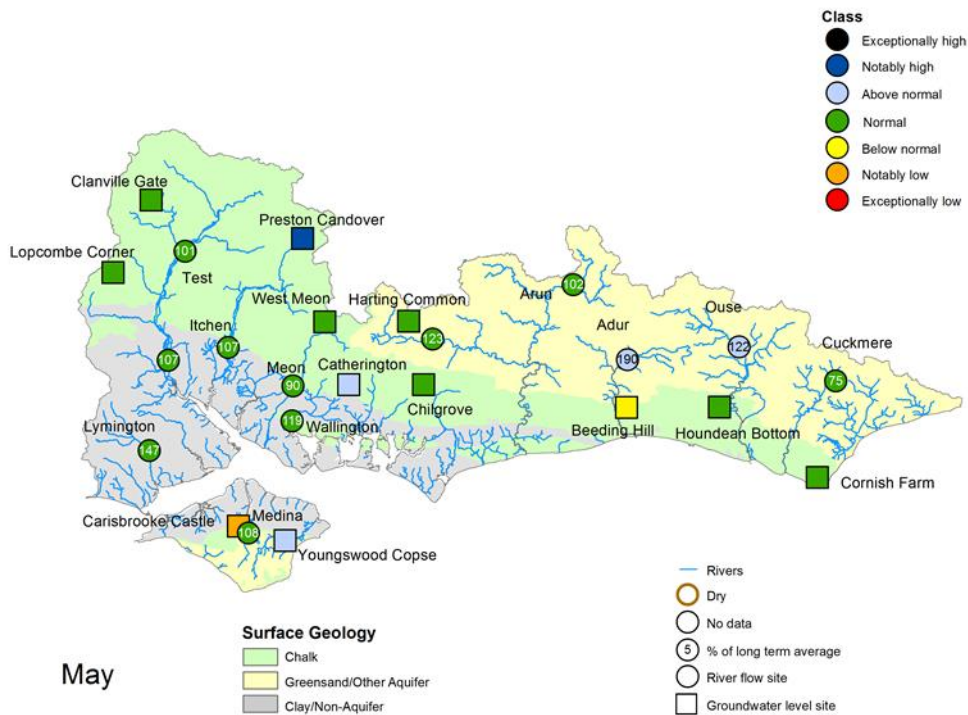 Class
Exceptionally high
Notably high
Above normal
Normal
Below normal
Notably low
Exceptionally low
Clanville Gate
Preston Candover
Lopcombe Corner
101
Test
102
Arun
West Meon
Harting Common
Ouse
Adur
Itchen
123
Cuckmere
107
107
190
122
Meon
Catherington
90
75
Chilgrove
119
Wallington
Beeding Hill
Houndean Bottom
Lymington
147
Cornish Farm
Carisbrooke Castle
Medina
108
Youngswood Copse
Rivers
Dry
No data
5 % of long term average
River flow site
Groundwater level site
Surface Geology
Chalk
Greensand/Other Aquifer
Clay/Non-Aquifer
May